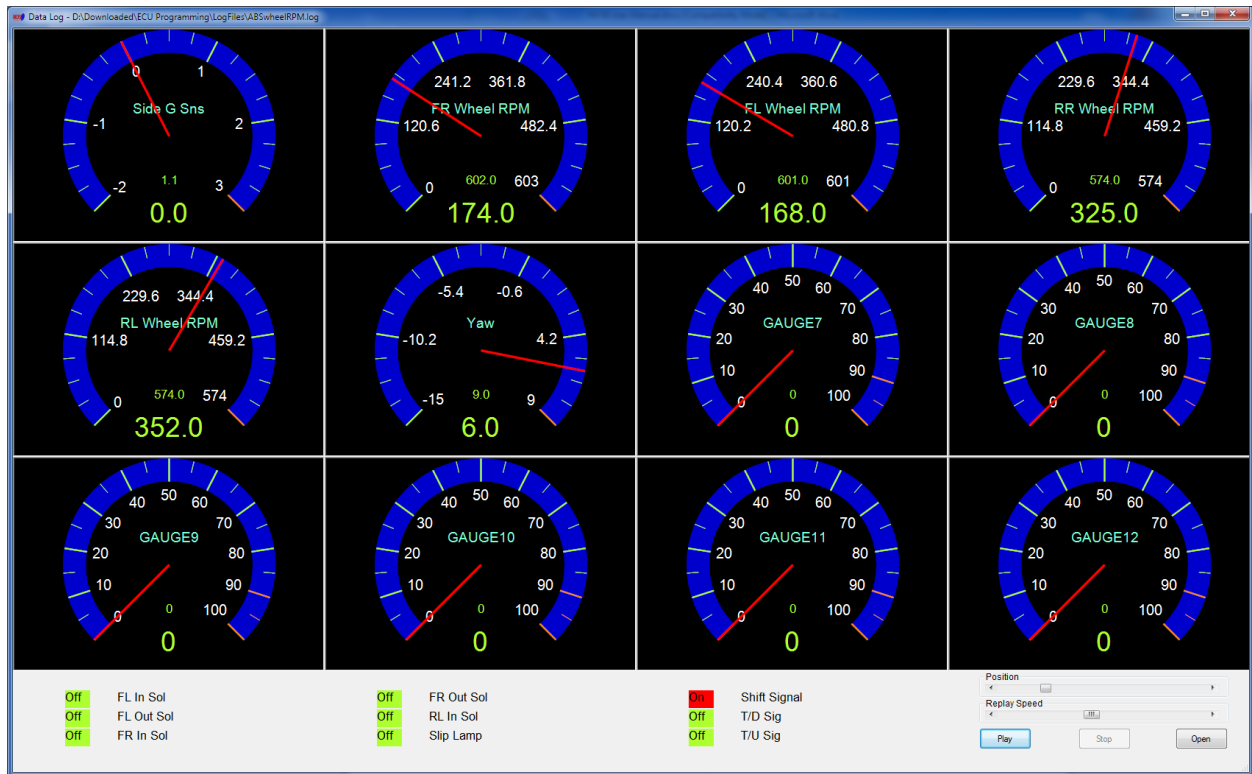 Data Log - D:\Downloaded\ECU Programming\LogFiles\ABSwheelRPM.log
0 1
Side G Sns
-1 2
-2 1.1 3
0.0
241.2 361.8
FR Wheel RPM
120.6 482.4
0 602.0 603
174.0
240.4 360.6
FL Wheel RPM
120.2 480.8
0 601.0 601
168.0
229.6 344.4
RR Wheel RPM
114.8 459.2
0 574.0 574
325.0
229.6 344.4
RL Wheel RPM
114.8 459.2
0 574.0 574
352.0
-5.4 -0.6
Yaw
-10.2 4.2
-15 9.0 9
6.0
50
40 60
30 70
GAUGE7
20 80
10 90
0 0 100
0
50
40 60
30 70
GAUGE8
20 80
10 90
0 0 100
0
50
40 60
30 70
GAUGE9
20 80
10 90
0 0 100
0
50
40 60
30 70
GAUGE10
20 80
10 90
0 0 100
0
50
40 60
30 70
GAUGE11
20 80
10 90
0 0 100
0
50
40 60
30 70
GAUGE12
20 80
10 90
0 0 100
0
Off FL In Sol
Off FL Out Sol
Off FR In Sol
Off FR Out Sol
Off RL In Sol
Off Slip Lamp
On Shift Signal
Off T/D Sig
Off T/U Sig
Position
Replay Speed
Play Stop Open